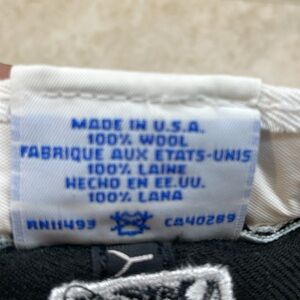 MADE IN U.S.A.
100% WOOL
FABRIQUE AUX ETATS-UNIS
100% LAINE
HECHO EN EE.UU.
100% LANA
RN11493 CA40289